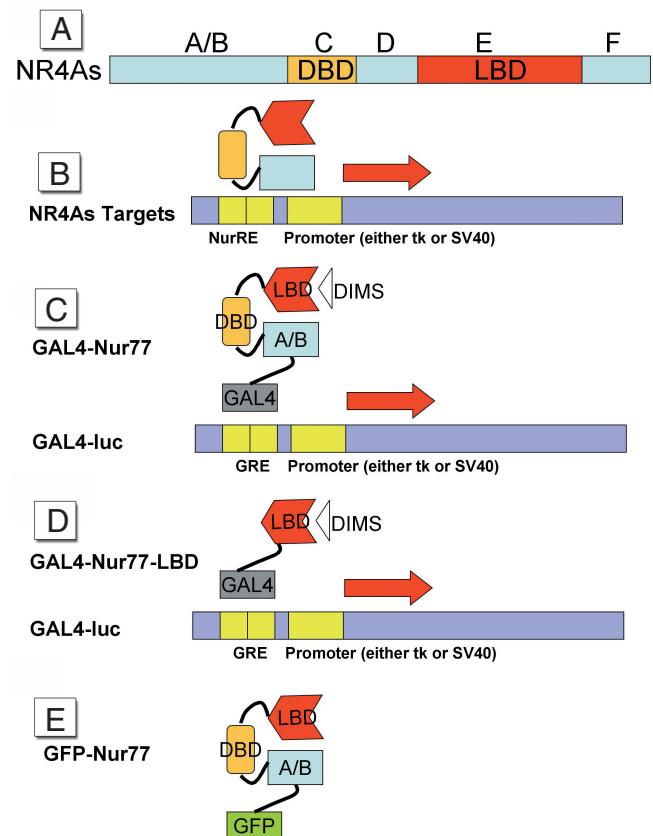 A
A/B C D E F
NR4As DBD LBD
B
NR4As Targets
NurRE Promoter (either tk or SV40)
C
LBD DIMS
DBD
GAL4-Nur77 A/B
GAL4
GAL4-luc
GRE Promoter (either tk or SV40)
D
LBD DIMS
GAL4-Nur77-LBD
GAL4
GAL4-luc
GRE Promoter (either tk or SV40)
E
LBD
DBD
GFP-Nur77
A/B
GFP